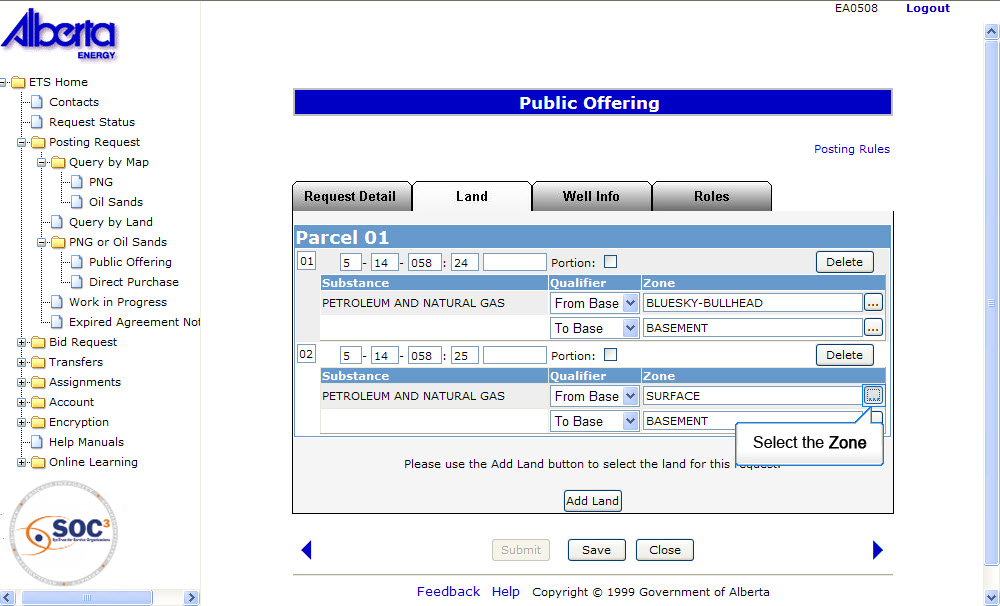 EA0508 Logout
Alberta
ENERGY
ETS Home
Contacts
Request Status
Posting Request
Query by Map
PNG
Oil Sands
Query by Land
PNG or Oil Sands
Public Offering
Direct Purchase
Work in Progress
Expired Agreement Not
Bid Request
Transfers
Assignments
Account
Encryption
Help Manuals
Online Learning
SOC3
Public Offering
Posting Rules
Request Detail Land Well Info Roles
Parcel 01
01 5 - 14 - 058 : 24 Portion: Delete
Substance Qualifier Zone
PETROLEUM AND NATURAL GAS From Base BLUESKY-BULLHEAD ...
To Base BASEMENT ...
02 5 - 14 - 058 : 25 Portion: Delete
Substance Qualifier Zone
PETROLEUM AND NATURAL GAS From Base SURFACE ...
To Base BASEMENT
Select the Zone
Please use the Add Land button to select the land for this request.
Add Land
Submit Save Close
Feedback Help Copyright © 1999 Government of Alberta